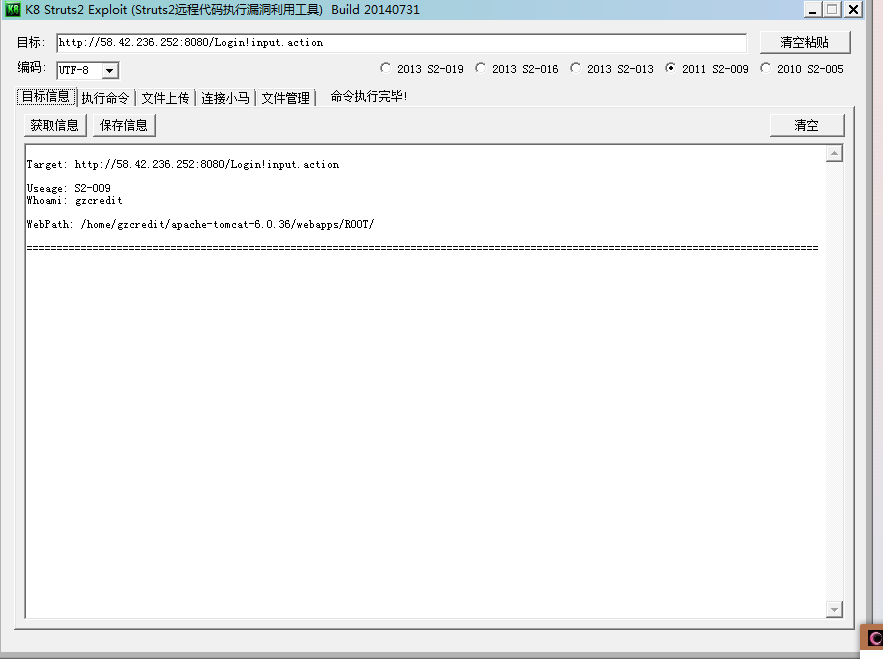 K8 Struts2 Exploit (Struts2远程代码执行漏洞利用工具) Build 20140731
目标: http://58.42.236.252:8080/Login!input.action 清空粘贴
编码: UTF-8 2013 S2-019 2013 S2-016 2013 S2-013 2011 S2-009 2010 S2-005
目标信息 执行命令 文件上传 连接小马 文件管理 命令执行完毕!
获取信息 保存信息 清空
Target: http://58.42.236.252:8080/Login!input.action
Useage: S2-009
Whoami: gzcredit
WebPath: /home/gzcredit/apache-tomcat-6.0.36/webapps/ROOT/
====================================================================================================================================